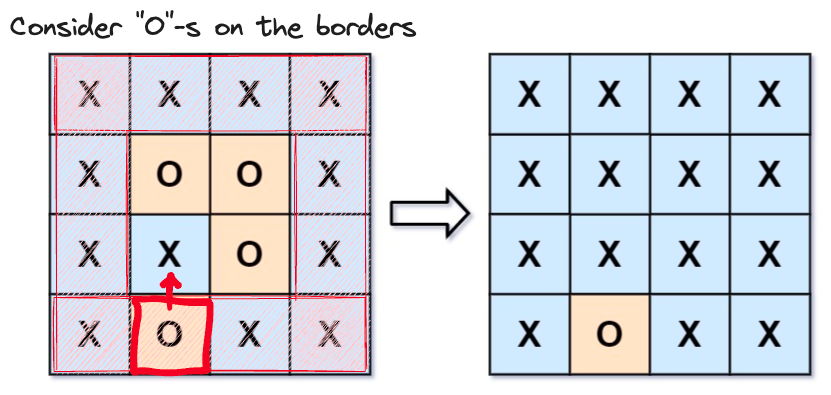 Consider "O"-s on the borders
X X X X X X X X
X O O X X X X X
X X O X X X X X
X O X X X O X X